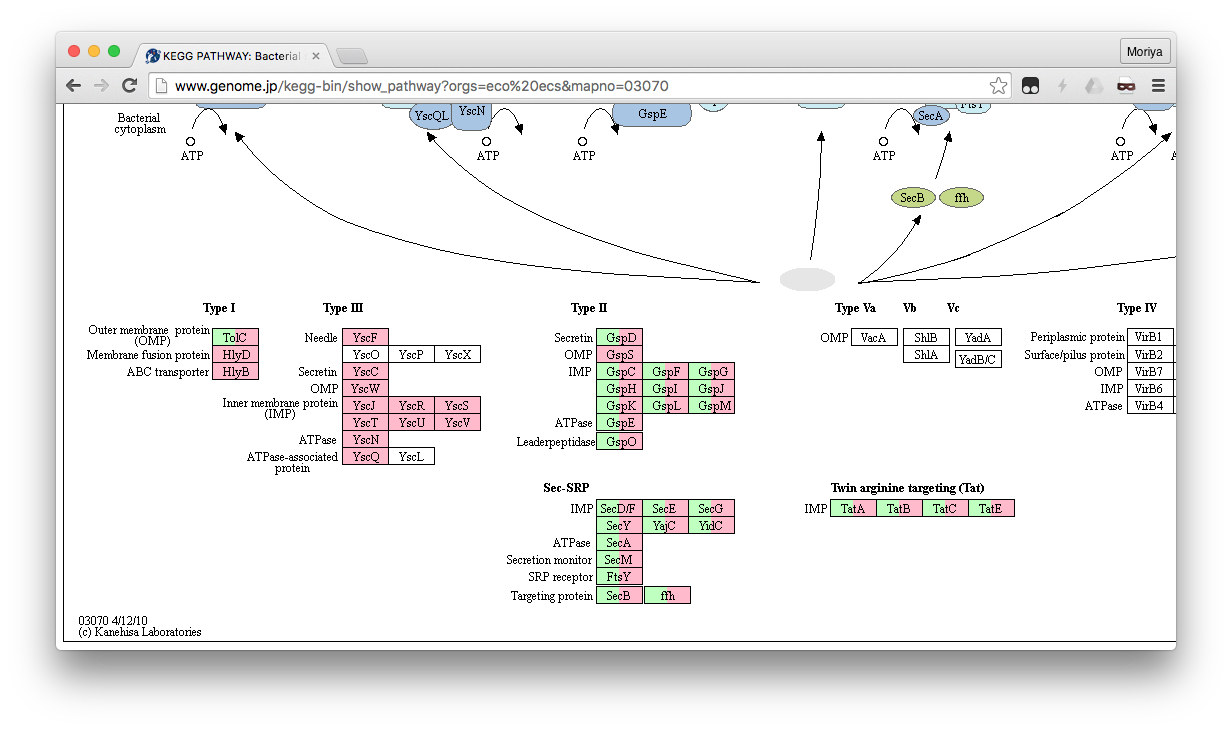 KEGG PATHWAY: Bacterial
Moriya
www.genome.jp/kegg-bin/show_pathway?orgs=eco%20ecs&mapno=03070
Bacterial
cytoplasm
YscQL
YscN
GspE
SecA
ATP
ATP
ATP
ATP
ATP
SecB
ffh
Type I
Type III
Type II
Type Va
Vb
Vc
Type IV
Outer membrane protein
(OMP)
TolC
Membrane fusion protein
HlyD
ABC transporter
HlyB
Needle
YscF
YscO
YscP
YscX
Secretin
YscC
OMP
YscW
Inner membrane protein
(IMP)
YscJ
YscR
YscS
YscT
YscU
YscV
ATPase
YscN
ATPase-associated
protein
YscQ
YscL
Secretin
GspD
OMP
GspS
IMP
GspC
GspF
GspG
GspH
GspI
GspJ
GspK
GspL
GspM
ATPase
GspE
Leaderpeptidase
GspO
OMP
VacA
ShlB
YadA
ShlA
YadB/C
Periplasmic protein
VirB1
Surface/pilus protein
VirB2
OMP
VirB7
IMP
VirB6
ATPase
VirB4
Sec-SRP
IMP
SecD/F
SecE
SecG
SecY
YajC
YidC
ATPase
SecA
Secretion monitor
SecM
SRP receptor
FtsY
Targeting protein
SecB
ffh
Twin arginine targeting (Tat)
IMP
TatA
TatB
TatC
TatE
03070 4/12/10
(c) Kanehisa Laboratories